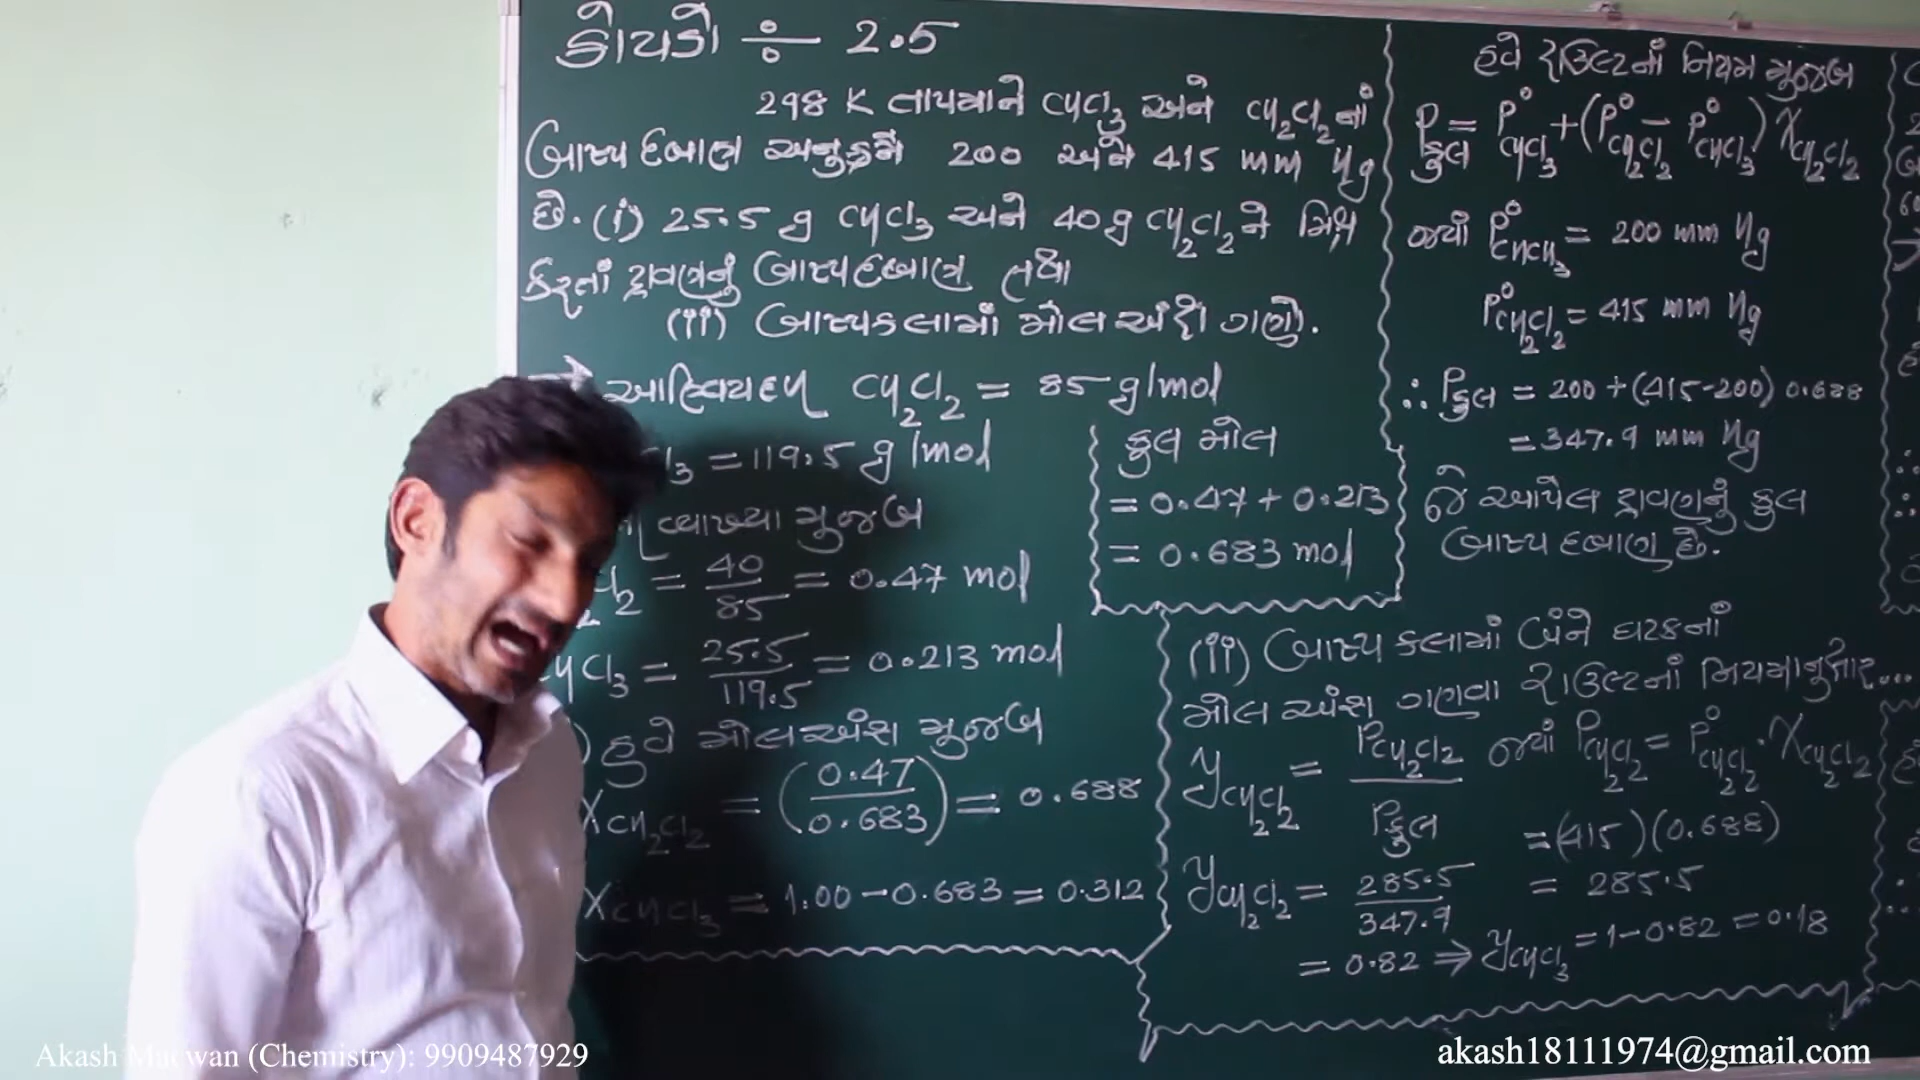 કોયડો ÷ 2.5
298 K તાપમાને CHCl3 અને CH2Cl2 નાં
બાષ્પ દબાણ અનુક્રમે 200 અને 415 mm Hg
છે. (i) 25.5 g CHCl3 અને 40 g CH2Cl2 ને મિશ્ર
કરતાં દ્રાવણનું બાષ્પદબાણ તથા
(ii) બાષ્પકલામાં મોલ અંશો ગણો.
→ આણ્વિયદળ CH2Cl2 = 85 g/mol
l3 = 119.5 g/mol
વ્યાખ્યા મુજબ
Cl2 = 40/85 = 0.47 mol
HCl3 = 25.5/119.5 = 0.213 mol
) હવે મોલઅંશ મુજબ
XCH2Cl2 = (0.47/0.683) = 0.688
XCHCl3 = 1.00 − 0.683 = 0.312
કુલ મોલ
= 0.47 + 0.213
= 0.683 mol
હવે રાઉલ્ટનાં નિયમ મુજબ
Pકુલ = P°CHCl3 + (P°CH2Cl2 − P°CHCl3) XCH2Cl2
જ્યાં P°CHCl3 = 200 mm Hg
P°CH2Cl2 = 415 mm Hg
∴ Pકુલ = 200 + (415-200) 0.688
= 347.9 mm Hg
જે આપેલ દ્રાવણનું કુલ
બાષ્પ દબાણ છે.
(ii) બાષ્પ કલામાં બંને ઘટકનાં
મોલ અંશ ગણવા રાઉલ્ટનાં નિયમાનુસાર...
yCH2Cl2 = PCH2Cl2/Pકુલ જ્યાં PCH2Cl2 = P°CH2Cl2 . XCH2Cl2
= (415)(0.688)
yCH2Cl2 = 285.5/347.9 = 285.5
= 0.82 ⇒ yCHCl3 = 1 − 0.82 = 0.18
Akash Macwan (Chemistry): 9909487929
akash18111974@gmail.com